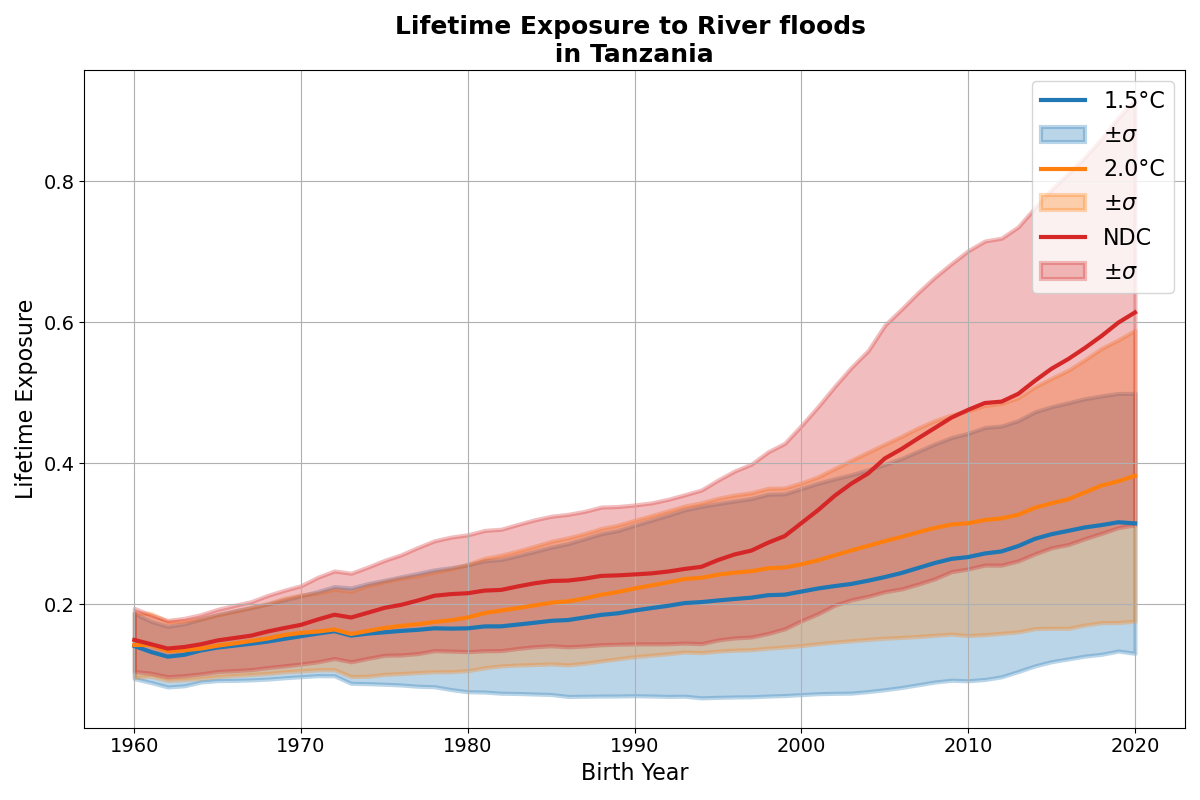 Lifetime Exposure to River floods
in Tanzania
1.5°C
±σ
2.0°C
±σ
NDC
±σ
Lifetime Exposure
0.8
0.6
0.4
0.2
1960 1970 1980 1990 2000 2010 2020
Birth Year